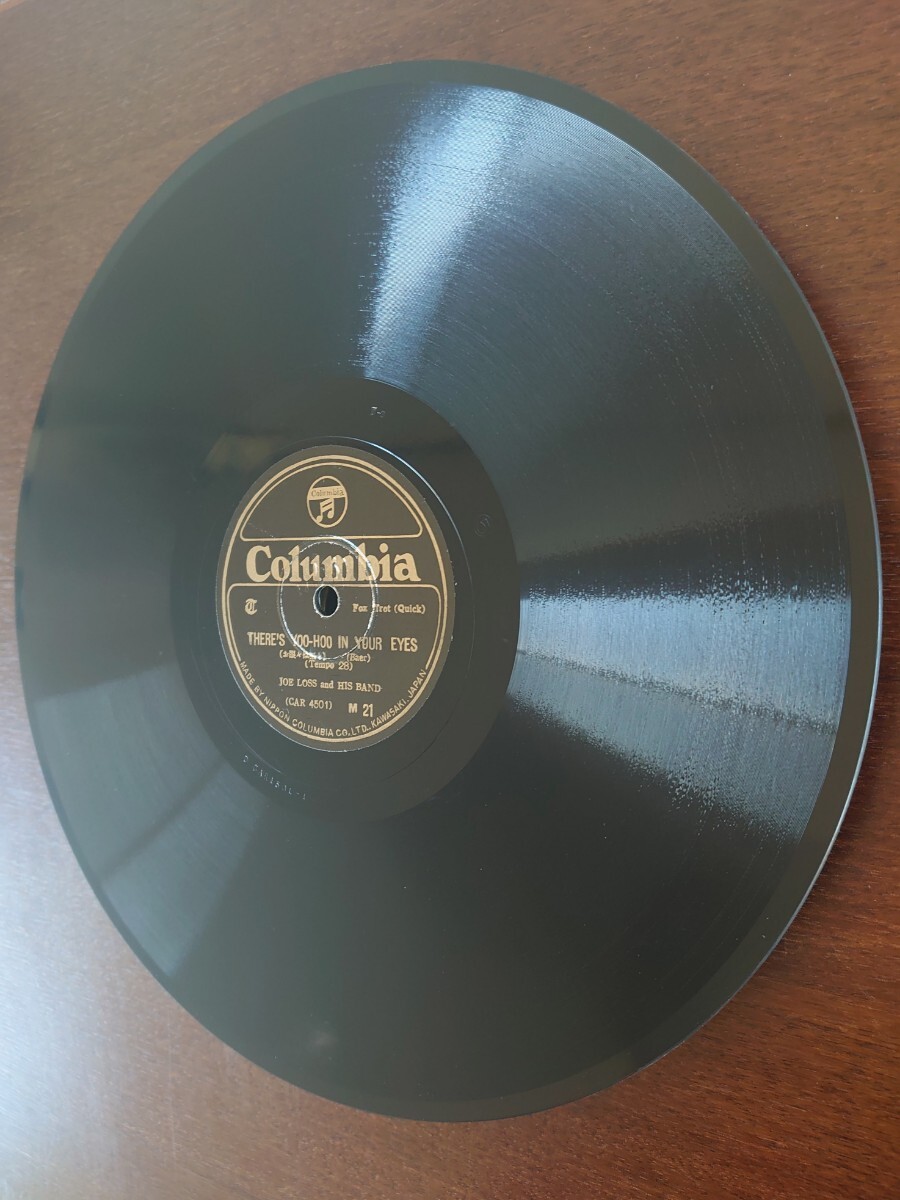 Columbia
Columbia
Fox Trot (Quick)
THERE'S YOO-HOO IN YOUR EYES
(Baer)
(Tempo 28)
JOE LOSS and HIS BAND
(CAR 4501) M 21
MADE BY NIPPON COLUMBIA CO., LTD., KAWASAKI, JAPAN